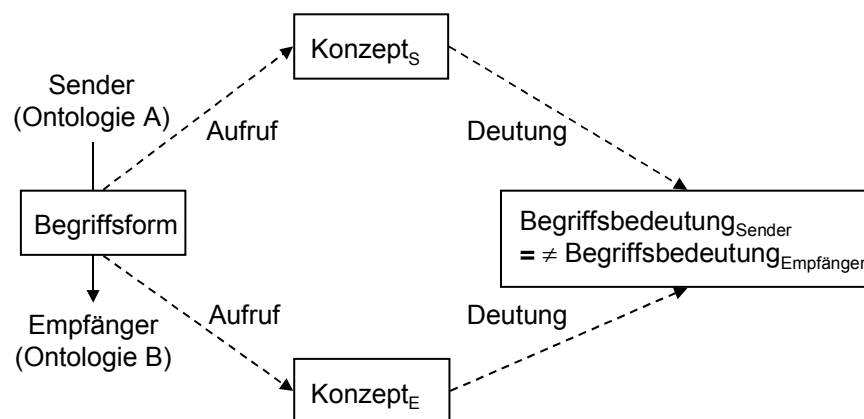 Konzept_S
Sender
(Ontologie A)
Aufruf
Deutung
Begriffsform
Begriffsbedeutung_Sender
= ≠ Begriffsbedeutung_Empfänger
Empfänger
(Ontologie B)
Aufruf
Deutung
Konzept_E